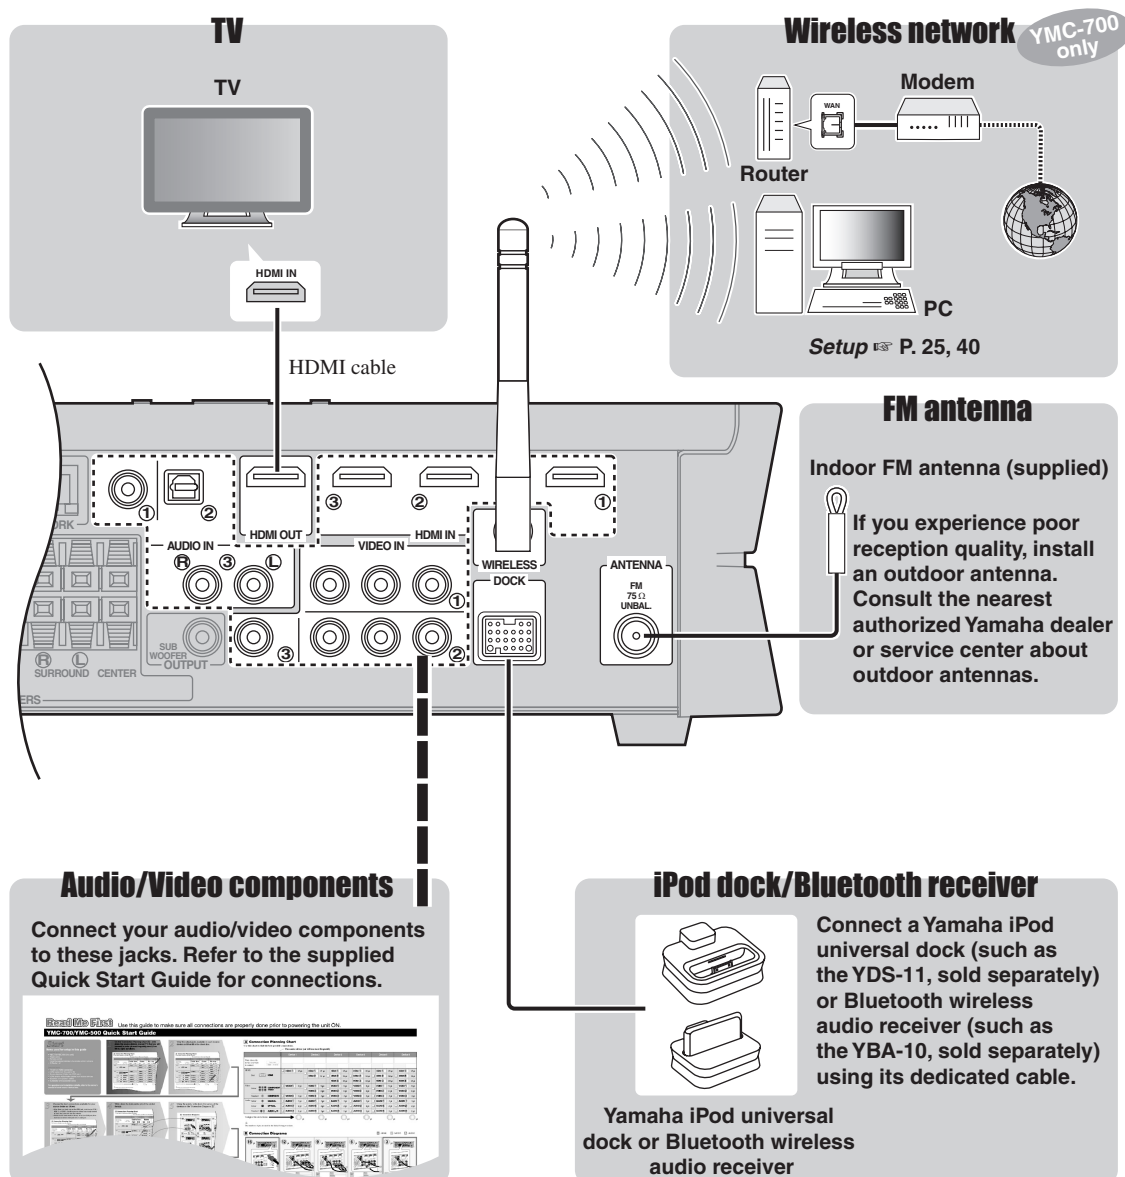 TV
TV
HDMI IN
HDMI cable
Wireless network
YMC-700
only
Modem
WAN
Router
PC
Setup ☞ P. 25, 40
FM antenna
Indoor FM antenna (supplied)
If you experience poor
reception quality, install
an outdoor antenna.
Consult the nearest
authorized Yamaha dealer
or service center about
outdoor antennas.
① ②
HDMI OUT
③ ② ①
HDMI IN
AUDIO IN
R ③ L
VIDEO IN
①
③ ②
WIRELESS
DOCK
ANTENNA
FM
75 Ω
UNBAL.
SUB
WOOFER
OUTPUT
R L
SURROUND CENTER
Audio/Video components
Connect your audio/video components
to these jacks. Refer to the supplied
Quick Start Guide for connections.
Read Me First Use this guide to make sure all connections are properly done prior to powering the unit ON.
YMC-700/YMC-500 Quick Start Guide
Connection Planning Chart
Connection Diagrams
iPod dock/Bluetooth receiver
Connect a Yamaha iPod
universal dock (such as
the YDS-11, sold separately)
or Bluetooth wireless
audio receiver (such as
the YBA-10, sold separately)
using its dedicated cable.
Yamaha iPod universal
dock or Bluetooth wireless
audio receiver